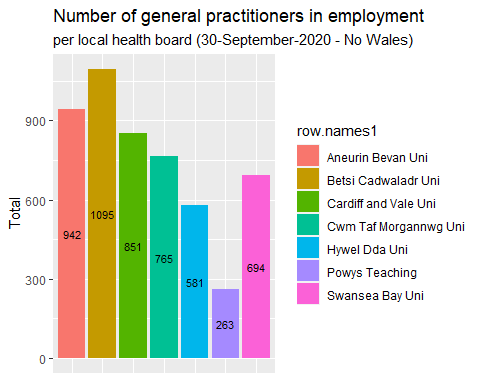 Number of general practitioners in employment
per local health board (30-September-2020 - No Wales)
Total
900
600
300
0
942
1095
851
765
581
263
694
row.names1
Aneurin Bevan Uni
Betsi Cadwaladr Uni
Cardiff and Vale Uni
Cwm Taf Morgannwg Uni
Hywel Dda Uni
Powys Teaching
Swansea Bay Uni